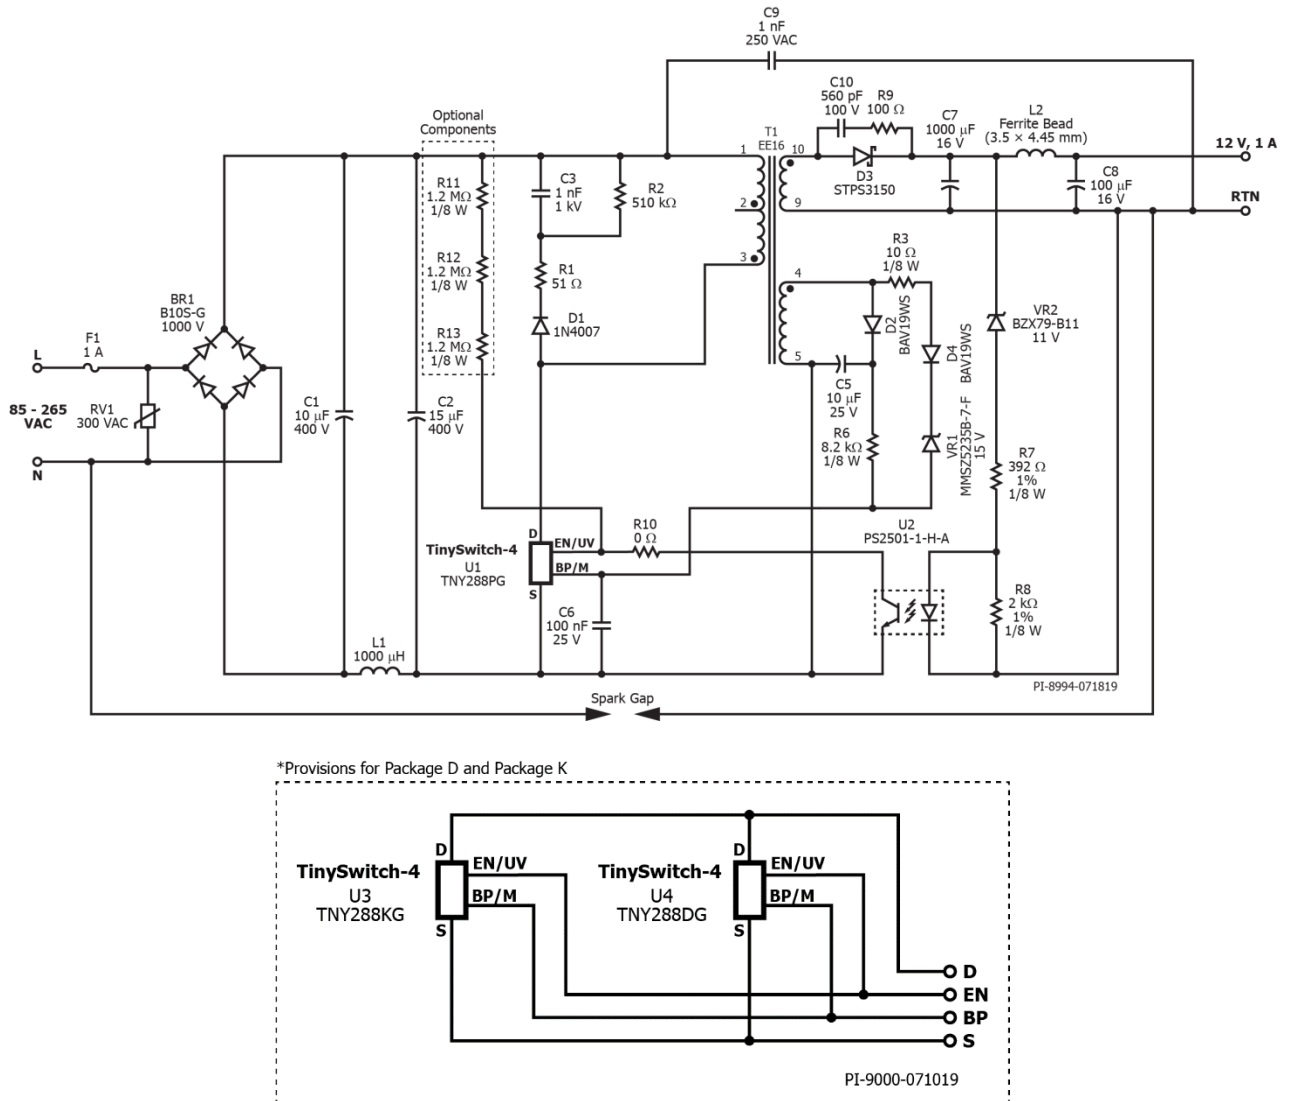 C9
1 nF
250 VAC
C10
560 pF
100 V
R9
100 Ω
L2
Ferrite Bead
(3.5 × 4.45 mm)
C7
1000 μF
16 V
Optional
Components
T1
EE16
1
10
12 V, 1 A
D3
STPS3150
C8
100 μF
16 V
R11
1.2 MΩ
1/8 W
C3
1 nF
1 kV
R2
510 kΩ
2
9
RTN
R3
10 Ω
1/8 W
3
R12
1.2 MΩ
1/8 W
R1
51 Ω
4
BR1
B10S-G
1000 V
D2
BAV19WS
D4
BAV19WS
VR2
BZX79-B11
11 V
D1
1N4007
F1
1 A
R13
1.2 MΩ
1/8 W
L
5
C5
10 μF
25 V
85 - 265
VAC
RV1
300 VAC
C1
10 μF
400 V
C2
15 μF
400 V
R6
8.2 kΩ
1/8 W
VR1
MMSZ5235B-7-F
15 V
R7
392 Ω
1%
1/8 W
N
U2
PS2501-1-H-A
D
R10
0 Ω
EN/UV
TinySwitch-4
U1
TNY288PG
BP/M
S
R8
2 kΩ
1%
1/8 W
C6
100 nF
25 V
L1
1000 μH
PI-8994-071819
Spark Gap
*Provisions for Package D and Package K
D
EN/UV
TinySwitch-4
U3
TNY288KG
BP/M
S
D
EN/UV
TinySwitch-4
U4
TNY288DG
BP/M
S
D
EN
BP
S
PI-9000-071019